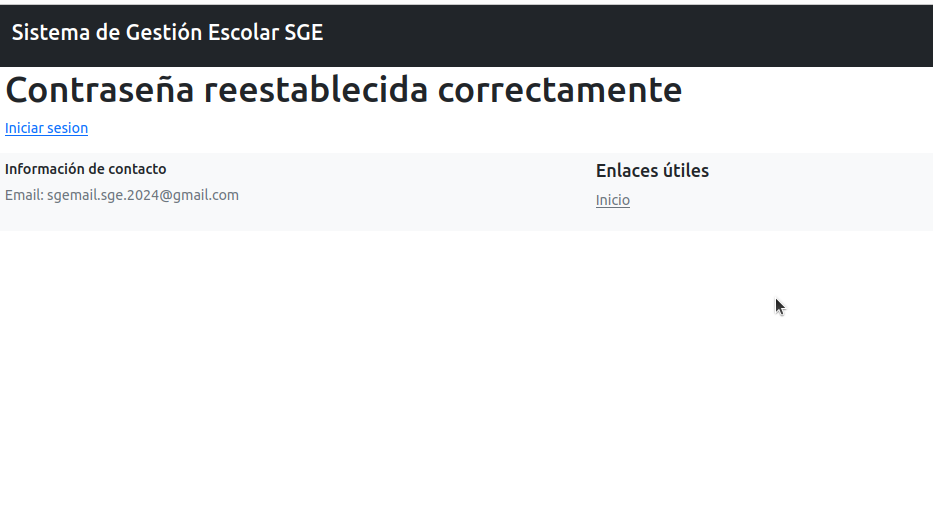 Sistema de Gestión Escolar SGE
Contraseña reestablecida correctamente
Iniciar sesion
Información de contacto
Email: sgemail.sge.2024@gmail.com
Enlaces útiles
Inicio